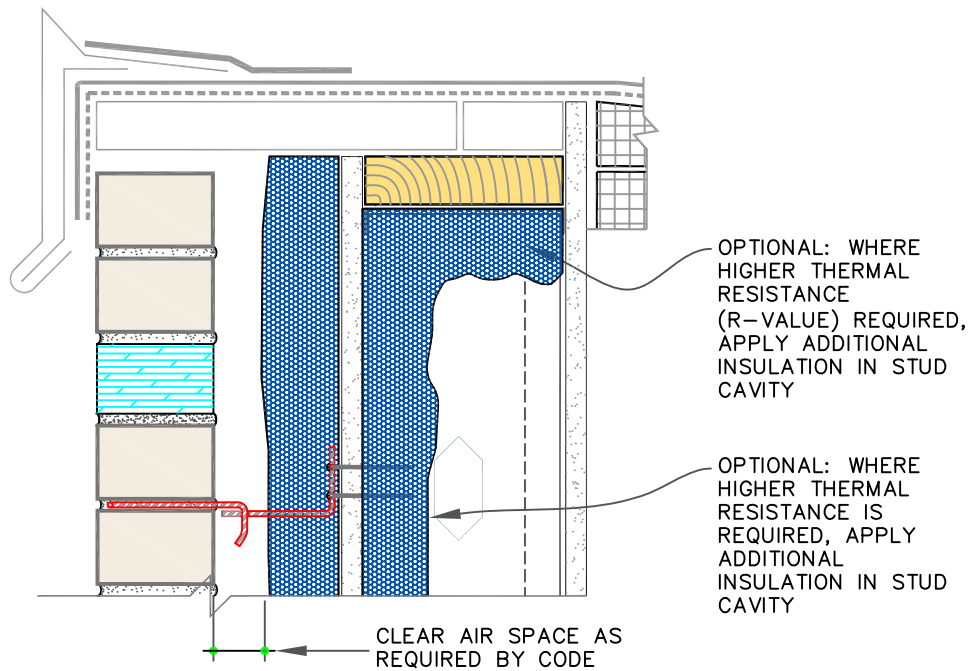 OPTIONAL: WHERE
HIGHER THERMAL
RESISTANCE
(R-VALUE) REQUIRED,
APPLY ADDITIONAL
INSULATION IN STUD
CAVITY
OPTIONAL: WHERE
HIGHER THERMAL
RESISTANCE IS
REQUIRED, APPLY
ADDITIONAL
INSULATION IN STUD
CAVITY
CLEAR AIR SPACE AS
REQUIRED BY CODE